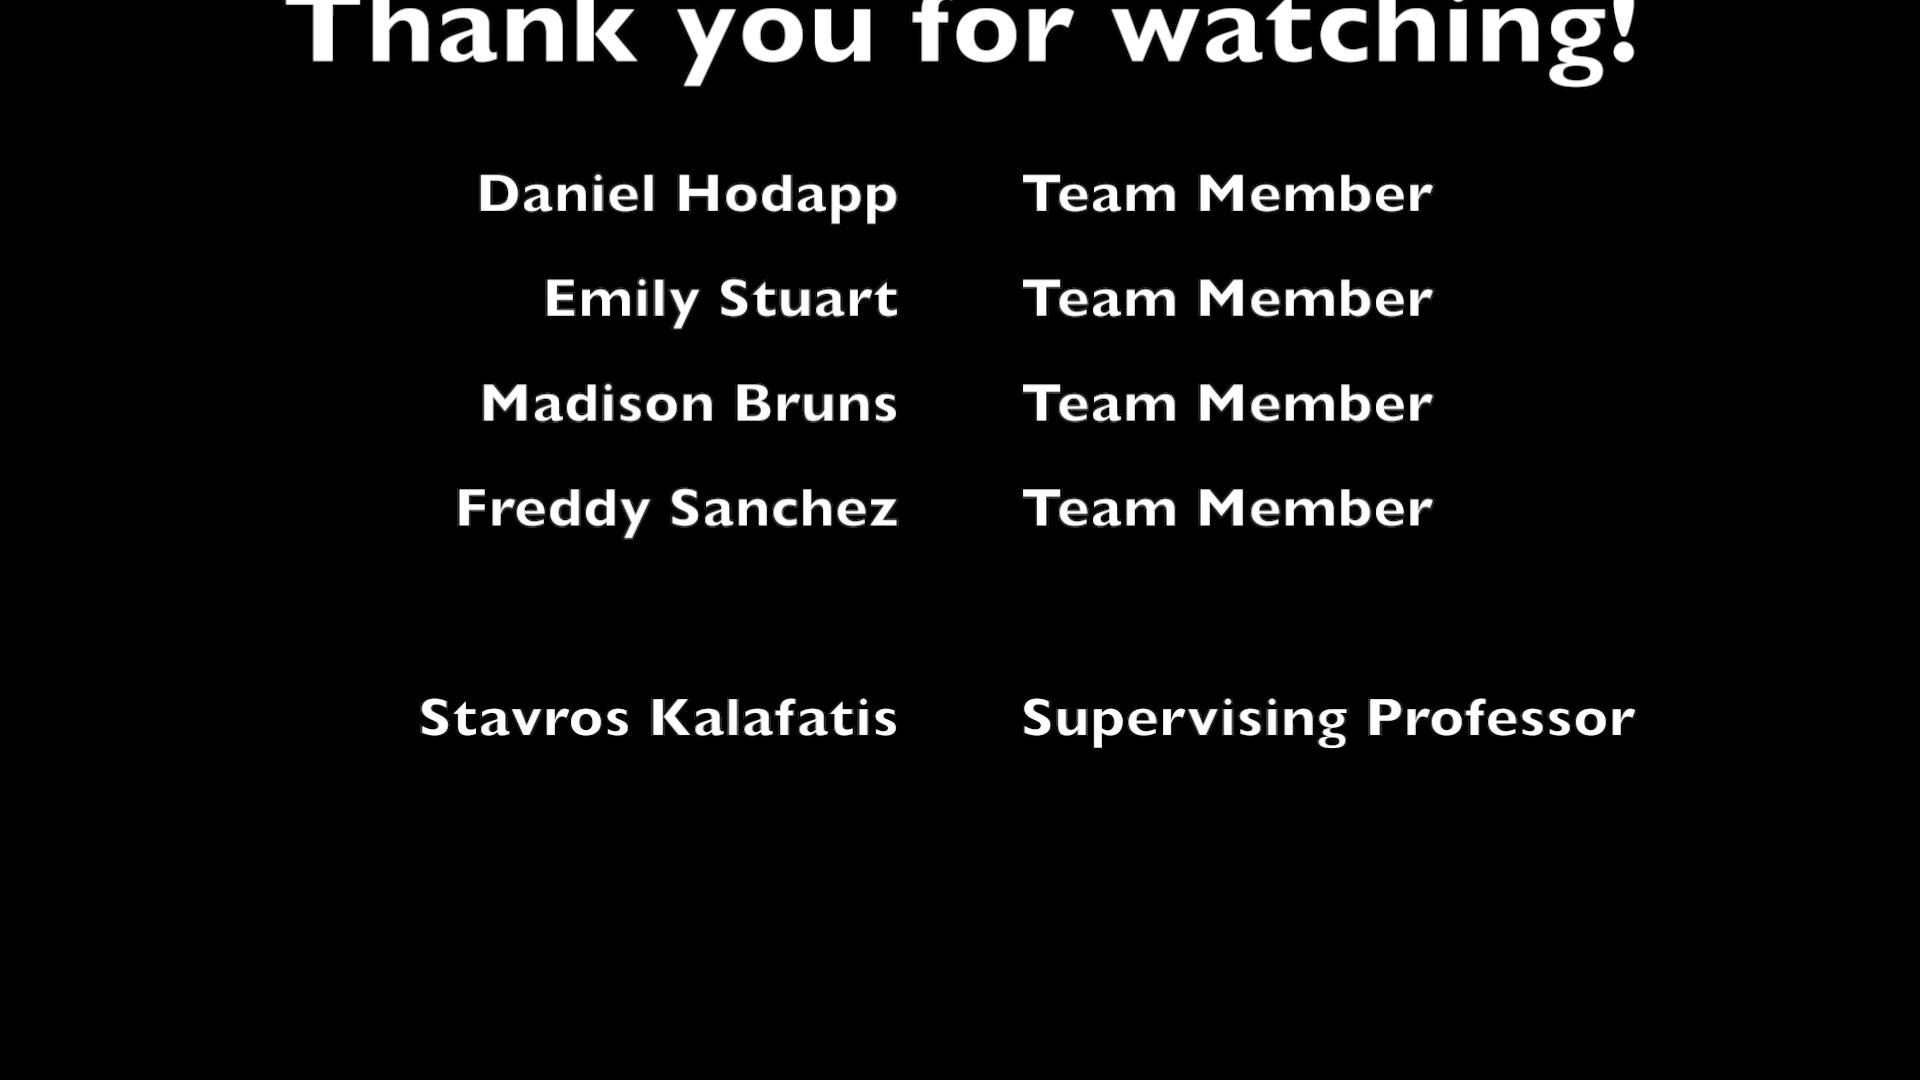 Thank you for watching!
Daniel Hodapp Team Member
Emily Stuart Team Member
Madison Bruns Team Member
Freddy Sanchez Team Member
Stavros Kalafatis Supervising Professor